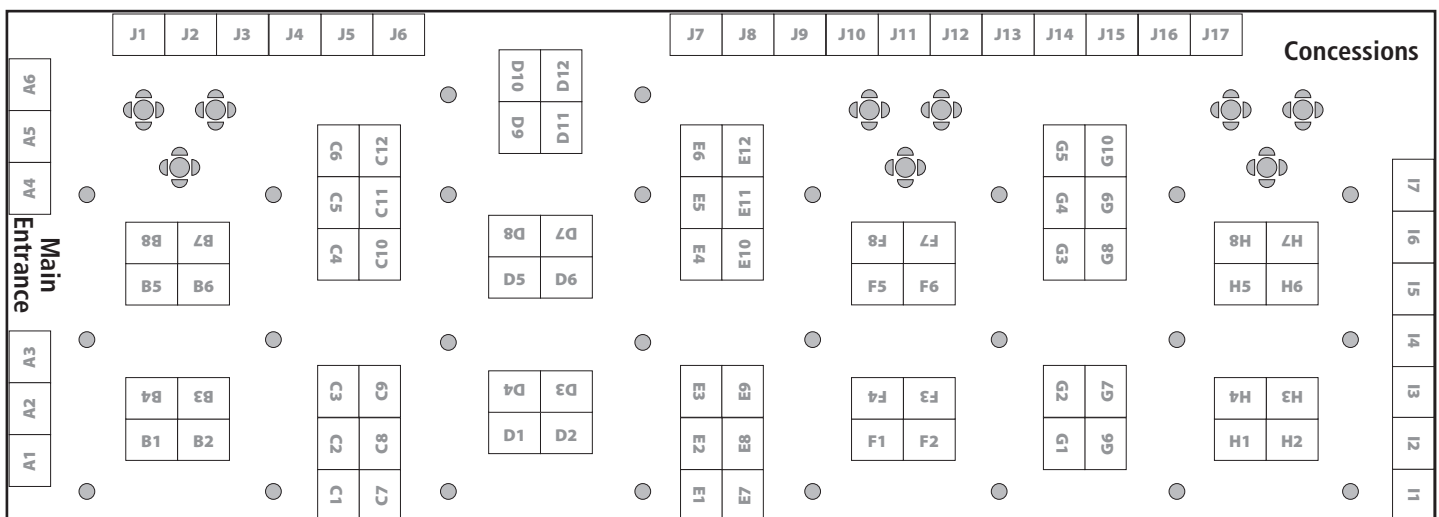 J1 J2 J3 J4 J5 J6 J7 J8 J9 J10 J11 J12 J13 J14 J15 J16 J17
Concessions
A6
A5
A4
Main
Entrance
A3
A2
A1
B8 B7
B5 B6
B4 B3
B1 B2
C6 C12
C5 C11
C4 C10
C3 C9
C2 C8
C1 C7
D10 D12
D9 D11
D8 D7
D5 D6
D4 D3
D1 D2
E6 E12
E5 E11
E4 E10
E3 E9
E2 E8
E1 E7
F8 F7
F5 F6
F4 F3
F1 F2
G5 G10
G4 G9
G3 G8
G2 G7
G1 G6
H8 H7
H5 H6
H4 H3
H1 H2
I7
I6
I5
I4
I3
I2
I1